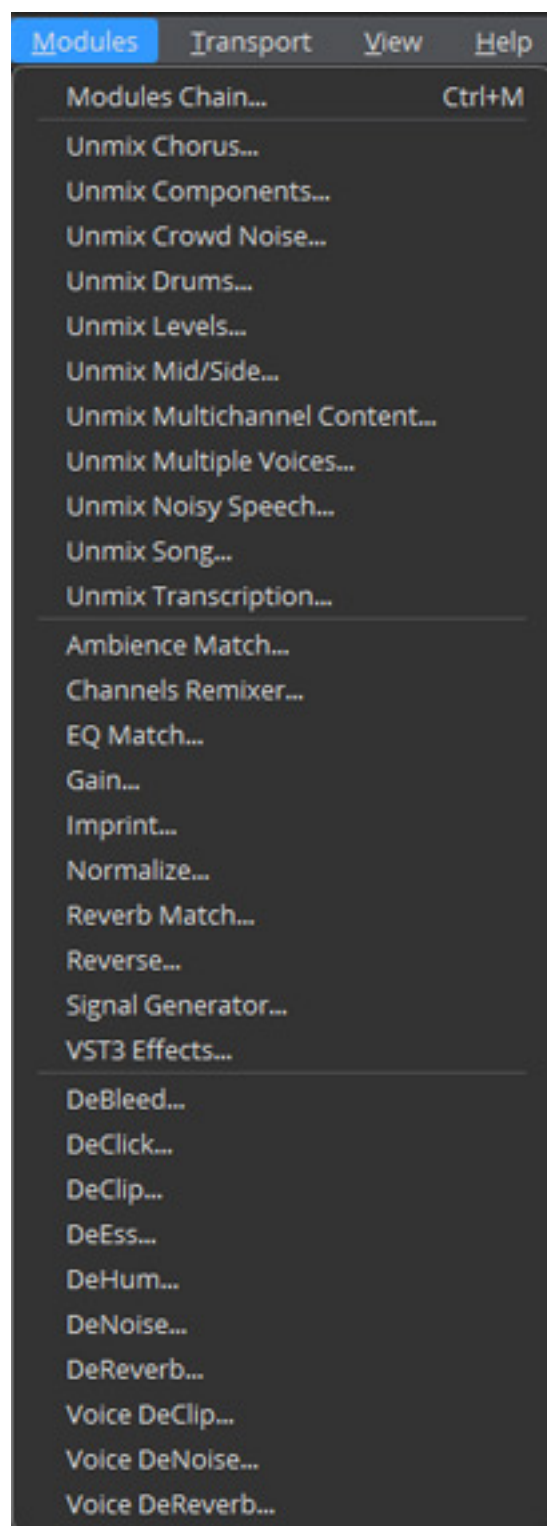 Modules Transport View Help
Modules Chain... Ctrl+M
Unmix Chorus...
Unmix Components...
Unmix Crowd Noise...
Unmix Drums...
Unmix Levels...
Unmix Mid/Side...
Unmix Multichannel Content...
Unmix Multiple Voices...
Unmix Noisy Speech...
Unmix Song...
Unmix Transcription...
Ambience Match...
Channels Remixer...
EQ Match...
Gain...
Imprint...
Normalize...
Reverb Match...
Reverse...
Signal Generator...
VST3 Effects...
DeBleed...
DeClick...
DeClip...
DeEss...
DeHum...
DeNoise...
DeReverb...
Voice DeClip...
Voice DeNoise...
Voice DeReverb...